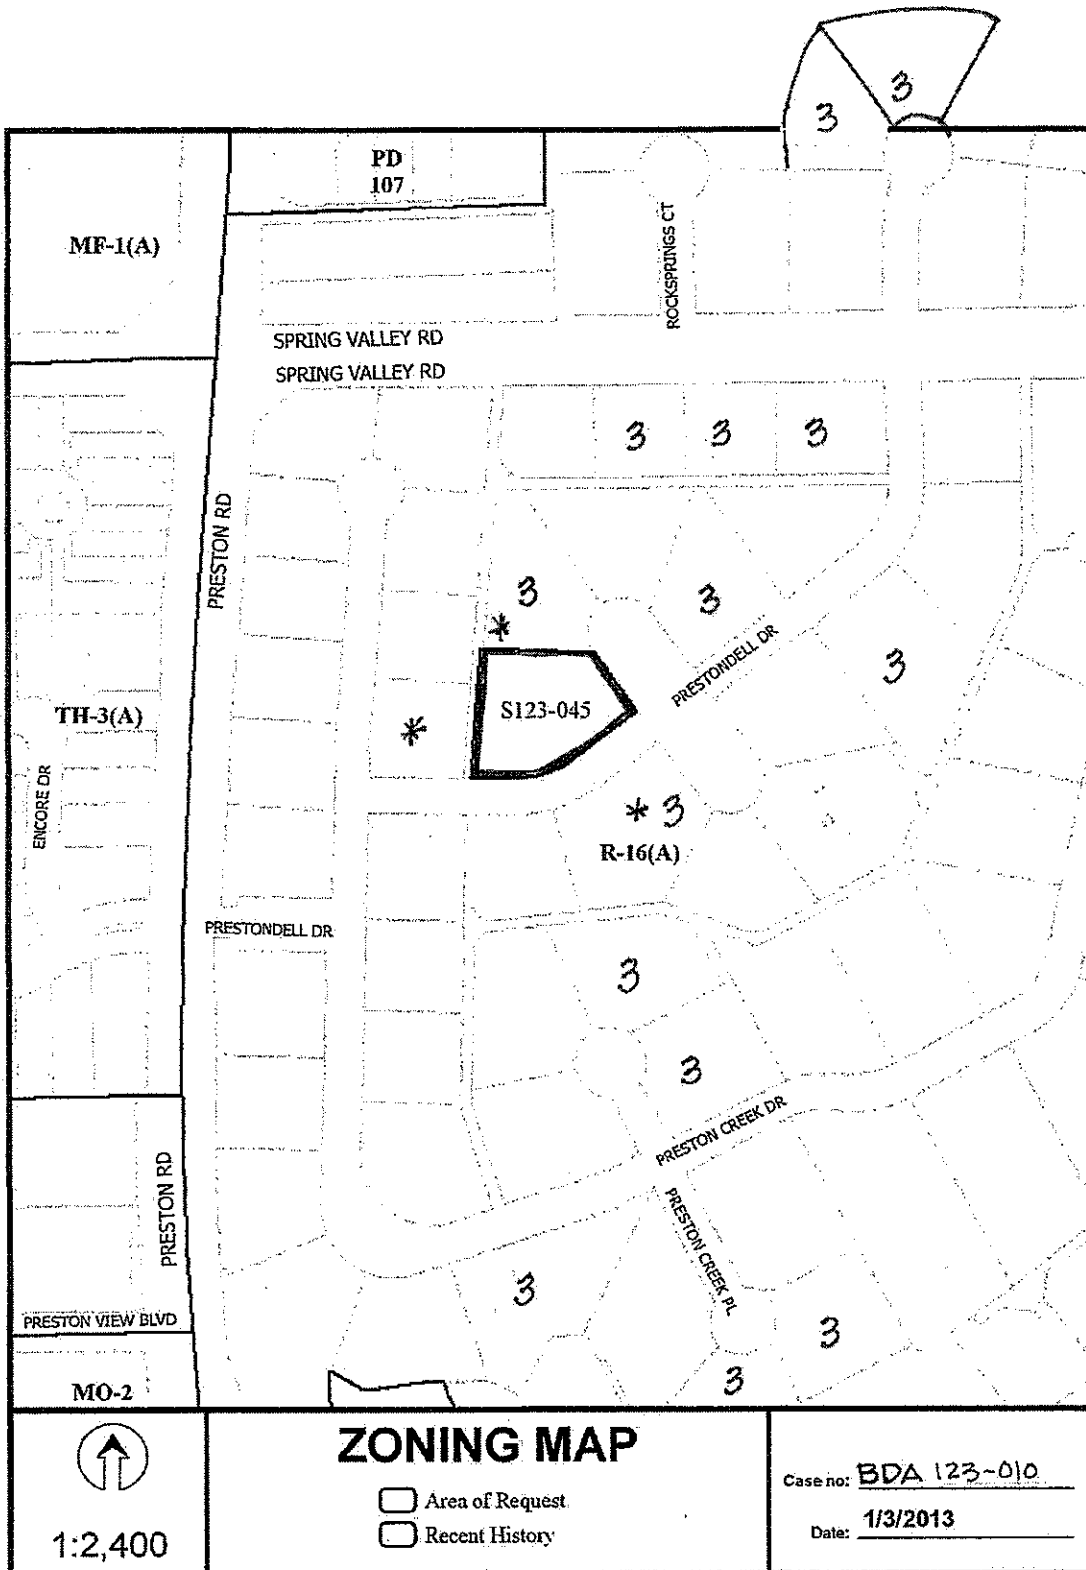 3
3
PD
107
MF-1(A)
ROCKSPRINGS CT
SPRING VALLEY RD
SPRING VALLEY RD
3 3 3
PRESTON RD
3
3
*
PRESTONDELL DR
3
S123-045
TH-3(A)
*
ENCORE DR
* 3
R-16(A)
PRESTONDELL DR
3
3
PRESTON CREEK DR
PRESTON RD
PRESTON CREEK PL
3
PRESTON VIEW BLVD
3
3
MO-2
1:2,400
ZONING MAP
Area of Request
Recent History
Case no: BDA 123-010
Date: 1/3/2013